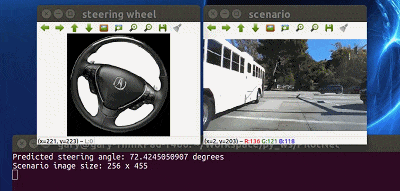 steering wheel
scenario
(x=221, y=223) ~ L:0
(x=2, y=203) ~ R:136 G:121 B:118
Predicted steering angle: 72.4245050907 degrees
Scenario image size: 256 x 455